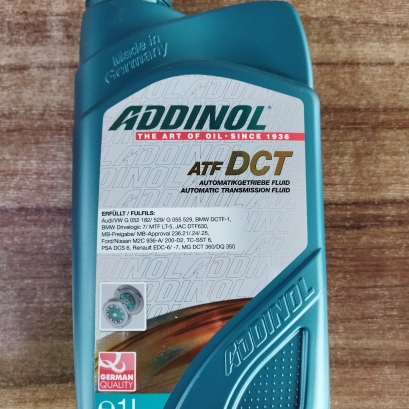 Made in
Germany
ADDINOL®
THE ART OF OIL · SINCE 1936
ATF DCT
AUTOMATIKGETRIEBE FLUID
AUTOMATIC TRANSMISSION FLUID
ERFÜLLT / FULFILS:
Audi/VW G 052 182/ 529/ G 055 529, BMW DCTF-1,
BMW Drivelogic 7/ MTF LT-5, JAC DTF630,
MB-Freigabe/ MB-Approval 236.21/.24/.25,
Ford/Nissan M2C 936-A/ 200-D2, TC-SST 6,
PSA DCS 6, Renault EDC-6/ -7, MG DCT 360/DQ 350
ADDINOL
GERMAN
QUALITY